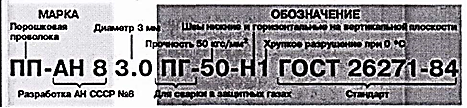 МАРКА ОБОЗНАЧЕНИЕ
Порошковая проволока Диаметр 3 мм Швы нижние и горизонтальные на вертикальной плоскости
Прочность 50 кгс/мм² Хрупкое разрушение при 0 °C
ПП-АН 8 3.0 ПГ-50-Н1 ГОСТ 26271-84
Разработка АН СССР №8 Для сварки в защитных газах Стандарт